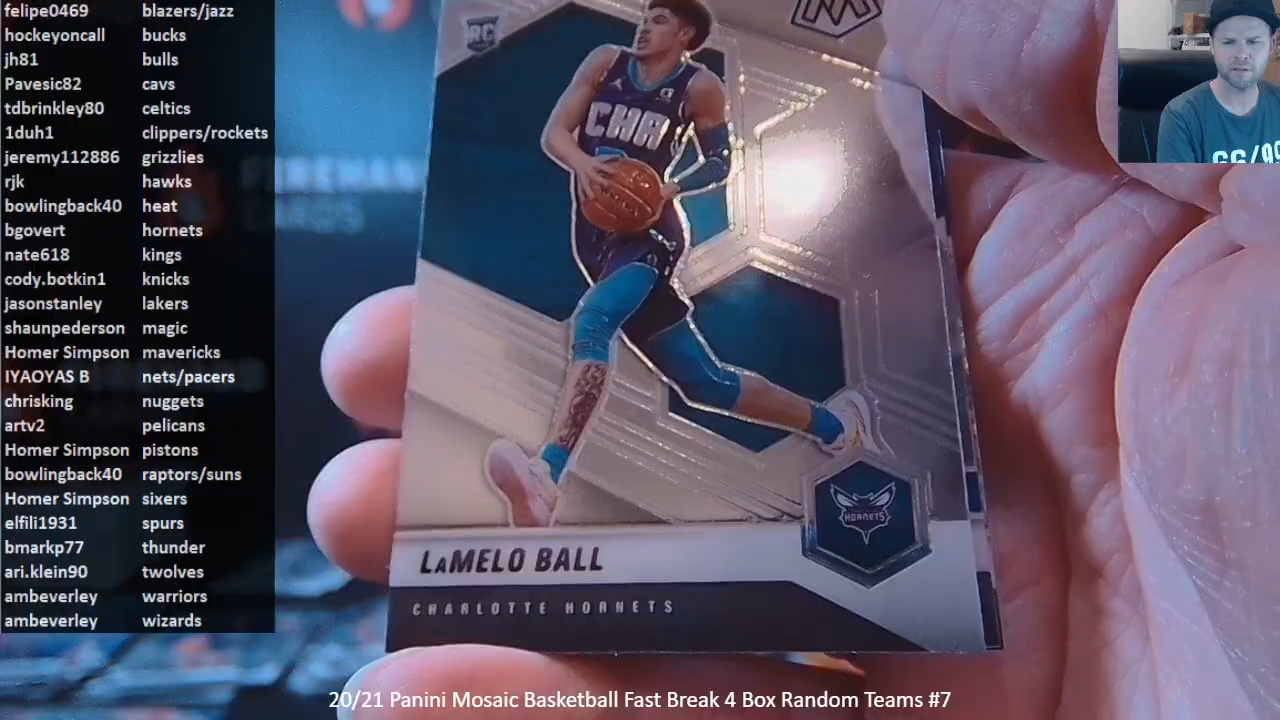 felipe0469 blazers/jazz
hockeyoncall bucks
jh81 bulls
Pavesic82 cavs
tdbrinkley80 celtics
1duh1 clippers/rockets
jeremy112886 grizzlies
rjk hawks
bowlingback40 heat
bgovert hornets
nate618 kings
cody.botkin1 knicks
jasonstanley lakers
shaunpederson magic
Homer Simpson mavericks
IYAOYAS B nets/pacers
chrisking nuggets
artv2 pelicans
Homer Simpson pistons
bowlingback40 raptors/suns
Homer Simpson sixers
elfili1931 spurs
bmarkp77 thunder
ari.klein90 twolves
ambeverley warriors
ambeverley wizards
RC
CHA
HORNETS
LaMELO BALL
CHARLOTTE HORNETS
CARDS
20/21 Panini Mosaic Basketball Fast Break 4 Box Random Teams #7